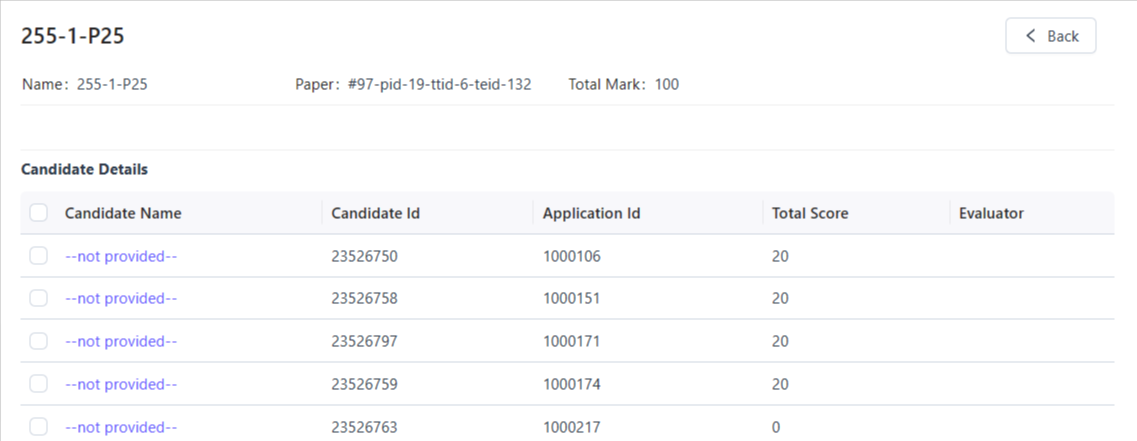 255-1-P25
Back
Name: 255-1-P25 Paper: #97-pid-19-ttid-6-teid-132 Total Mark: 100
Candidate Details
Candidate Name Candidate Id Application Id Total Score Evaluator
--not provided-- 23526750 1000106 20
--not provided-- 23526758 1000151 20
--not provided-- 23526797 1000171 20
--not provided-- 23526759 1000174 20
--not provided-- 23526763 1000217 0